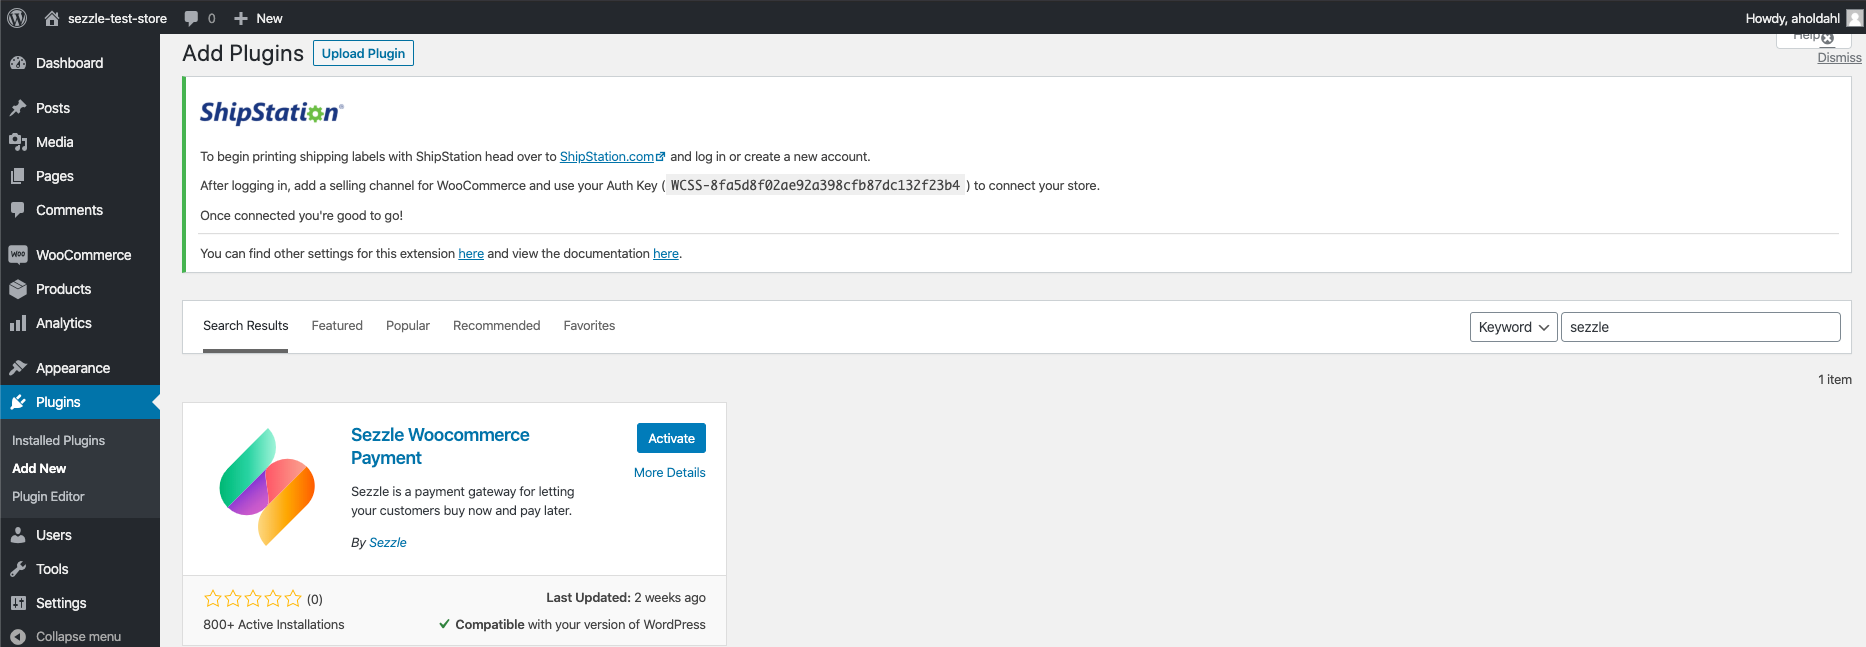 sezzle-test-store 0 New Howdy, aholdahl
Dashboard
Posts
Media
Pages
Comments
WooCommerce
Products
Analytics
Appearance
Plugins
Installed Plugins
Add New
Plugin Editor
Users
Tools
Settings
Collapse menu
Add Plugins Upload Plugin
Help
Dismiss
ShipStation®
To begin printing shipping labels with ShipStation head over to ShipStation.com and log in or create a new account.
After logging in, add a selling channel for WooCommerce and use your Auth Key ( WCSS-8fa5d8f02ae92a398cfb87dc132f23b4 ) to connect your store.
Once connected you're good to go!
You can find other settings for this extension here and view the documentation here.
Search Results Featured Popular Recommended Favorites Keyword sezzle
1 item
Sezzle Woocommerce
Payment
Activate
More Details
Sezzle is a payment gateway for letting
your customers buy now and pay later.
By Sezzle
(0)
800+ Active Installations
Last Updated: 2 weeks ago
Compatible with your version of WordPress